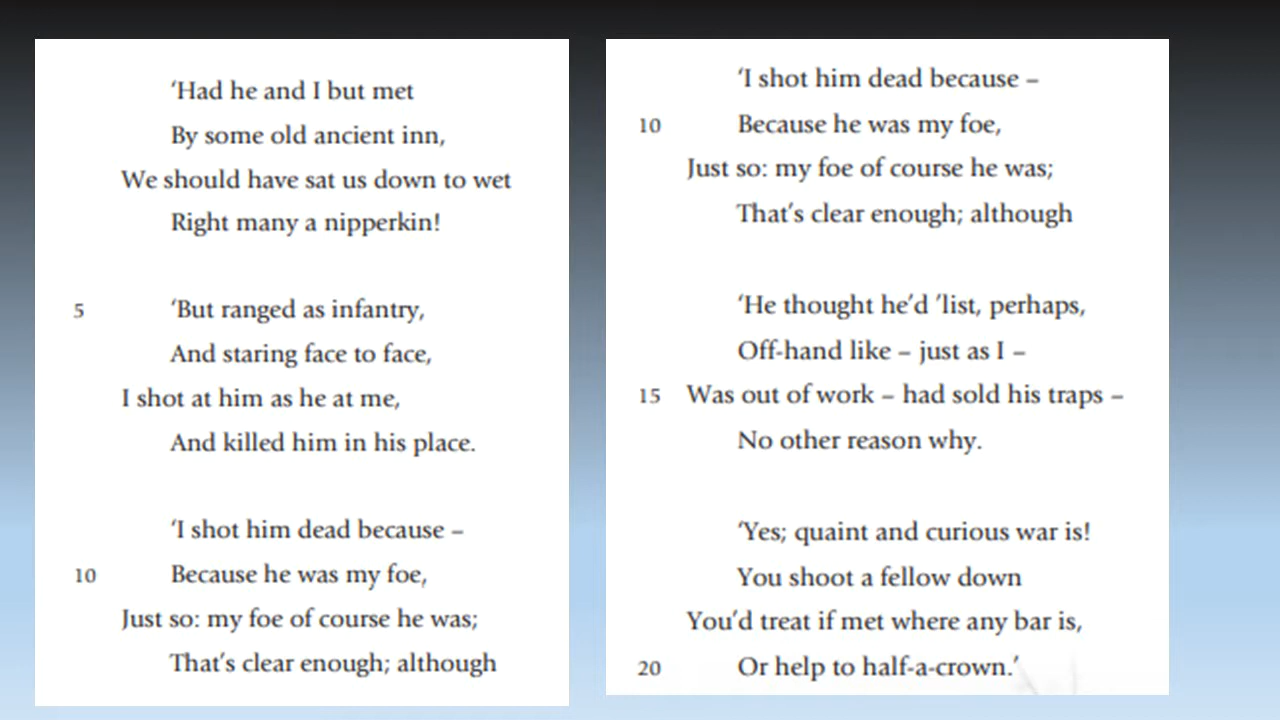 ‘Had he and I but met
By some old ancient inn,
We should have sat us down to wet
Right many a nipperkin!
5 ‘But ranged as infantry,
And staring face to face,
I shot at him as he at me,
And killed him in his place.
‘I shot him dead because –
10 Because he was my foe,
Just so: my foe of course he was;
That’s clear enough; although
‘I shot him dead because –
10 Because he was my foe,
Just so: my foe of course he was;
That’s clear enough; although
‘He thought he’d ’list, perhaps,
Off-hand like – just as I –
15 Was out of work – had sold his traps –
No other reason why.
‘Yes; quaint and curious war is!
You shoot a fellow down
You’d treat if met where any bar is,
20 Or help to half-a-crown.’